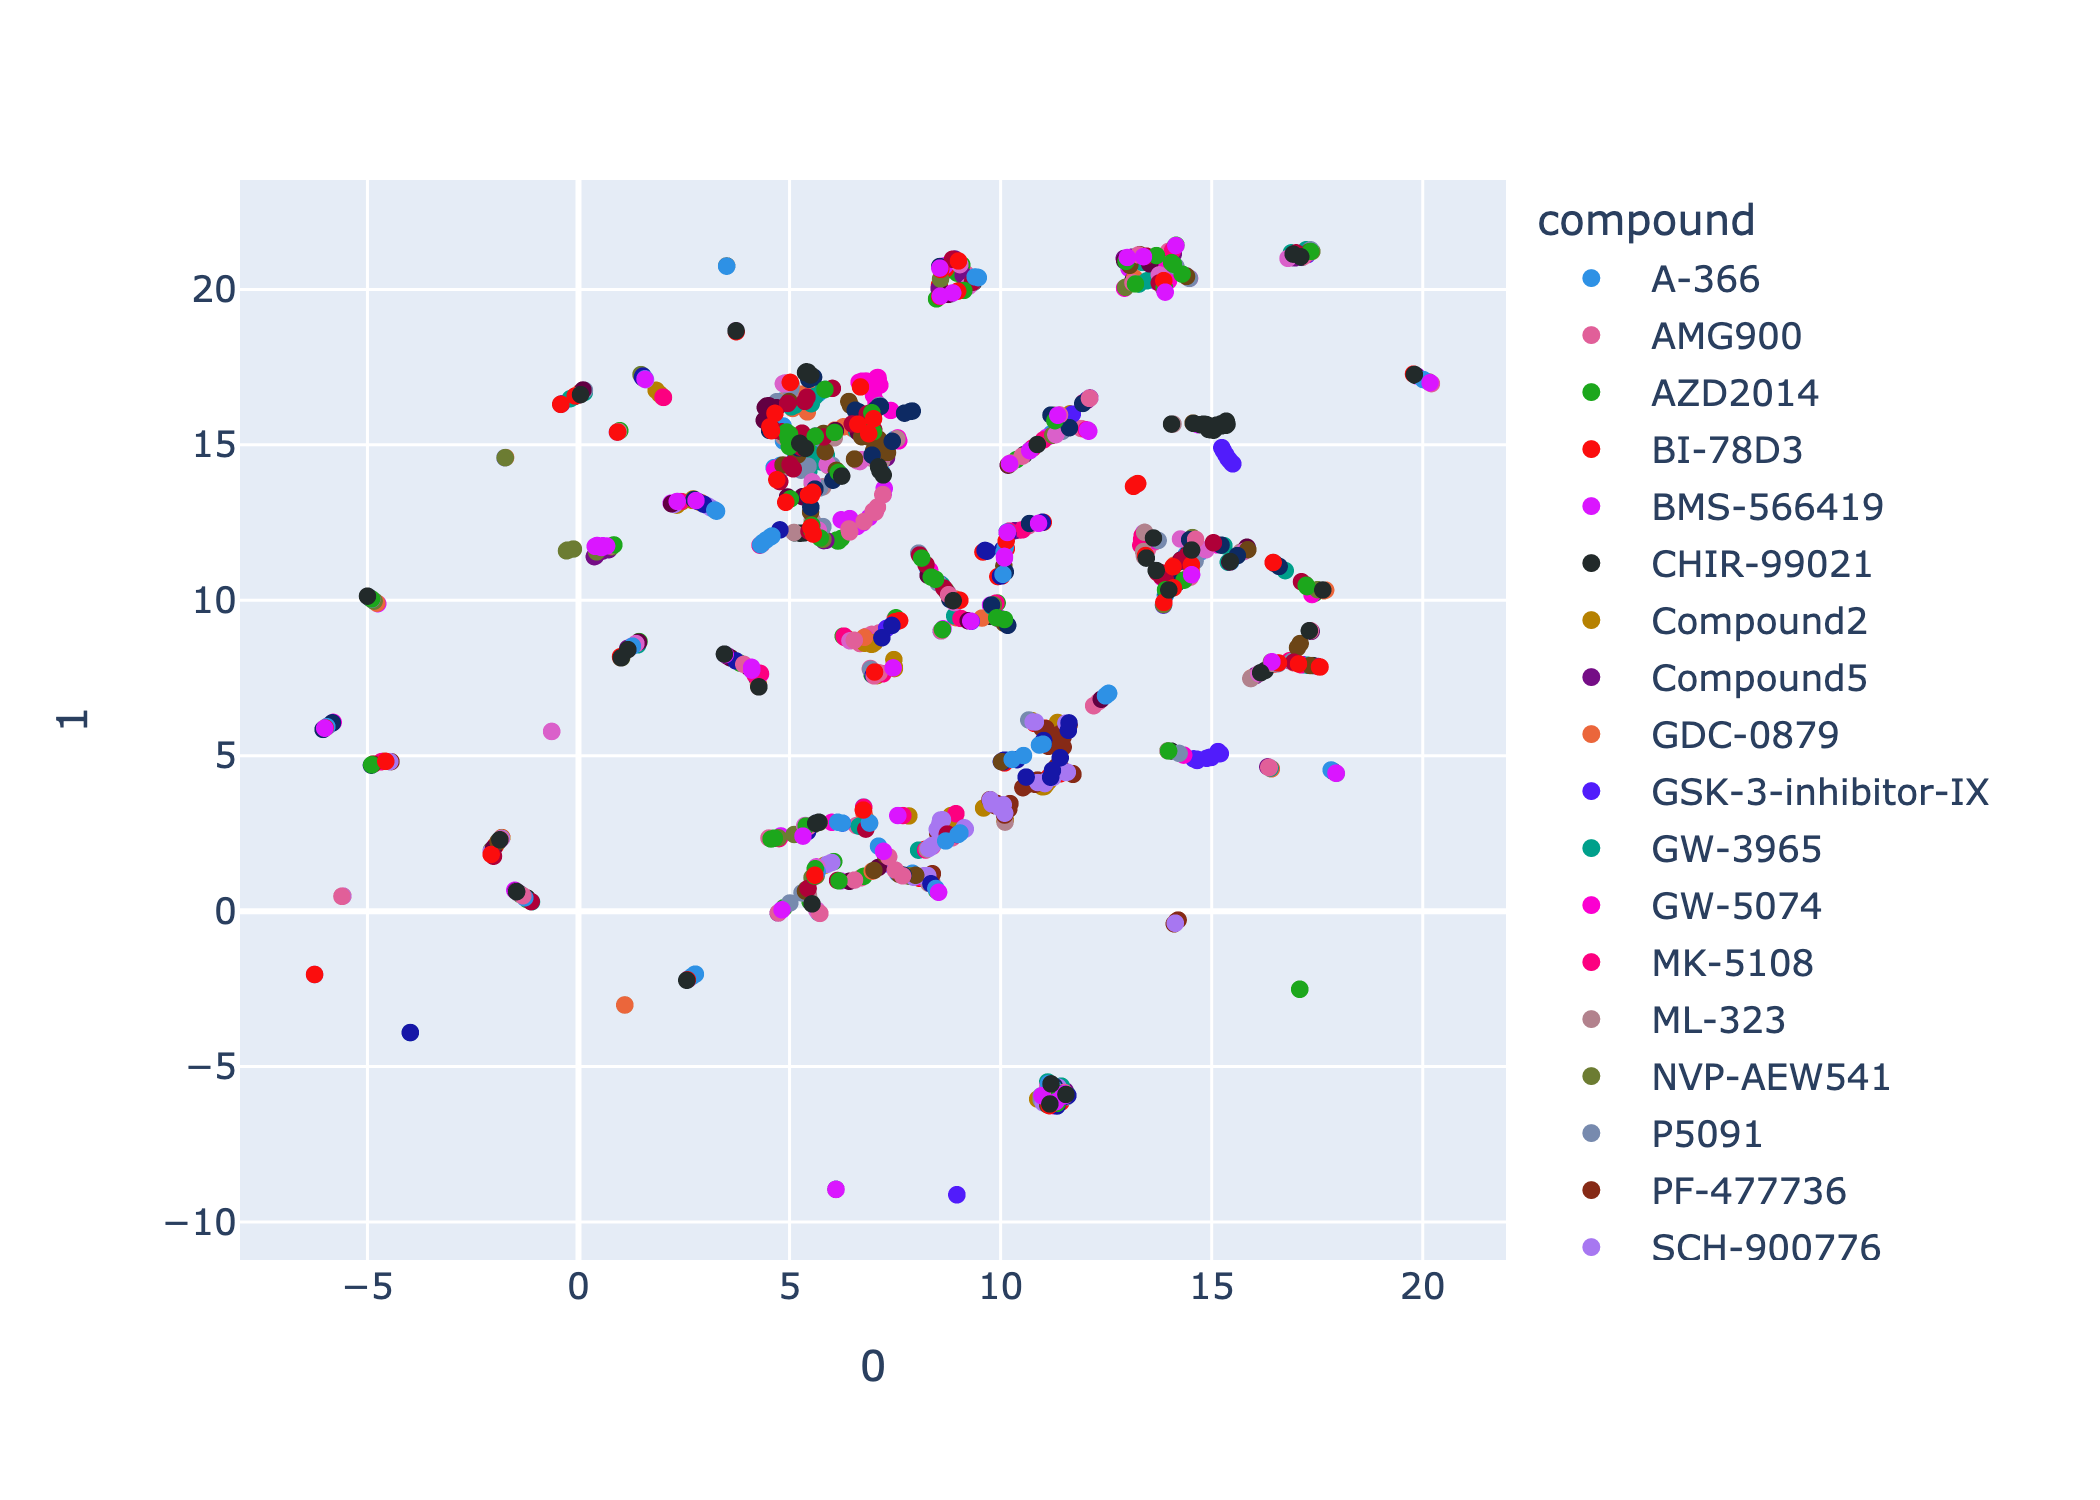 compound
A-366
AMG900
AZD2014
BI-78D3
BMS-566419
CHIR-99021
Compound2
Compound5
GDC-0879
GSK-3-inhibitor-IX
GW-3965
GW-5074
MK-5108
ML-323
NVP-AEW541
P5091
PF-477736
SCH-900776
20
15
10
5
0
−5
−10
1
−5
0
5
10
15
20
0